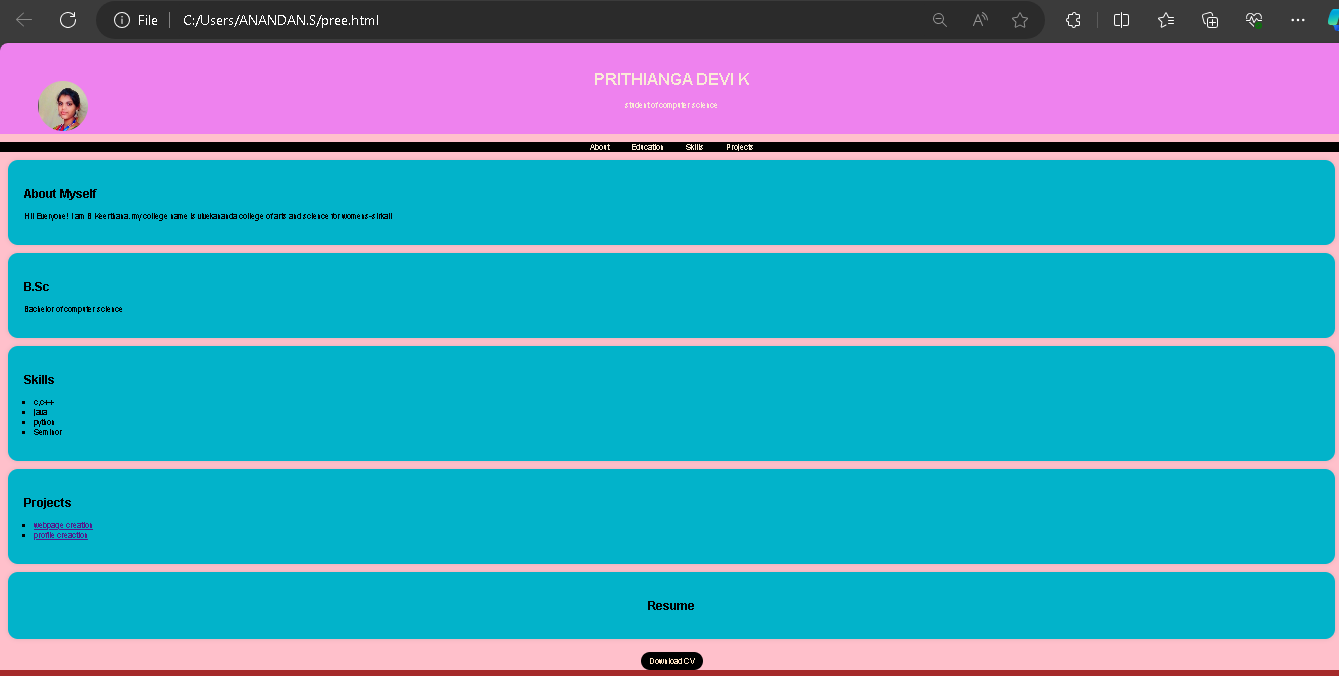 File C:/Users/ANANDAN.S/pree.html
PRITHIANGA DEVI K
student of computer science
About Education Skills Projects
About Myself
Hi! Everyone! I am B. Keerthana. my college name is vivekananda college of arts and science for womens-sirkali
B.Sc
Bachelor of computer science
Skills
c,c++
java
python
Seminor
Projects
webpage creation
profile creaction
Resume
Download CV